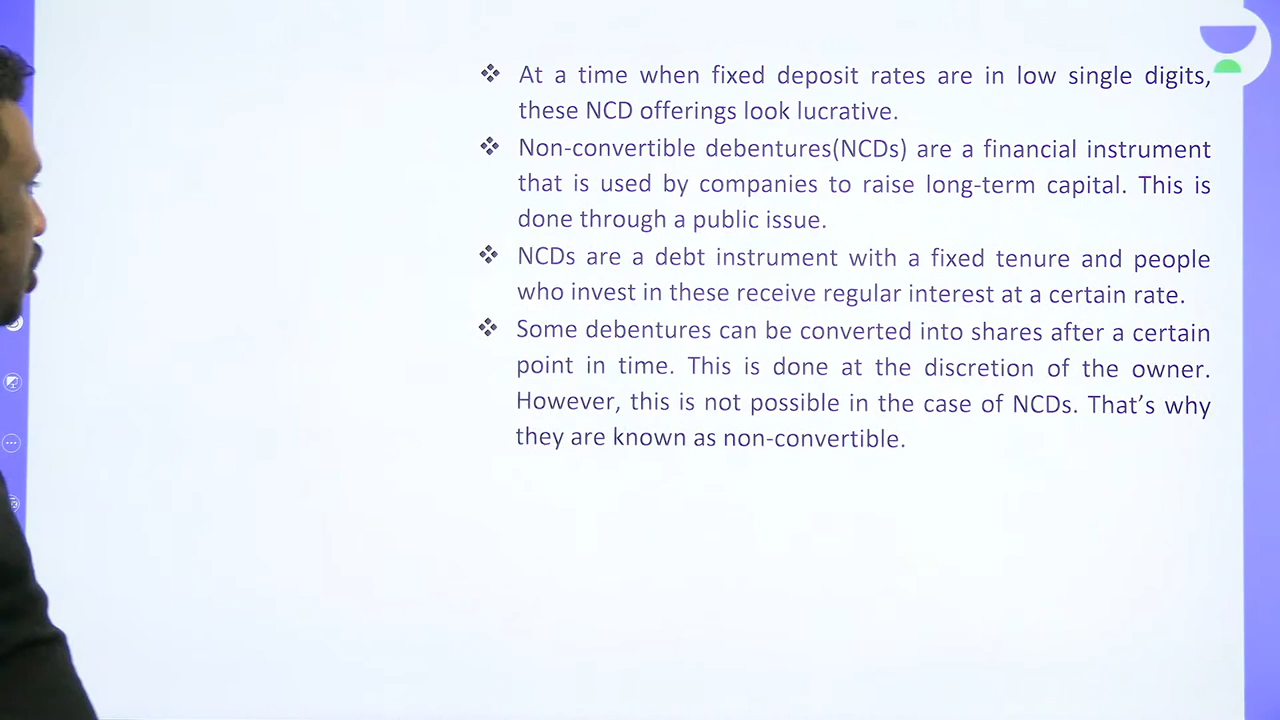 ❖ At a time when fixed deposit rates are in low single digits,
these NCD offerings look lucrative.
❖ Non-convertible debentures(NCDs) are a financial instrument
that is used by companies to raise long-term capital. This is
done through a public issue.
❖ NCDs are a debt instrument with a fixed tenure and people
who invest in these receive regular interest at a certain rate.
❖ Some debentures can be converted into shares after a certain
point in time. This is done at the discretion of the owner.
However, this is not possible in the case of NCDs. That’s why
they are known as non-convertible.